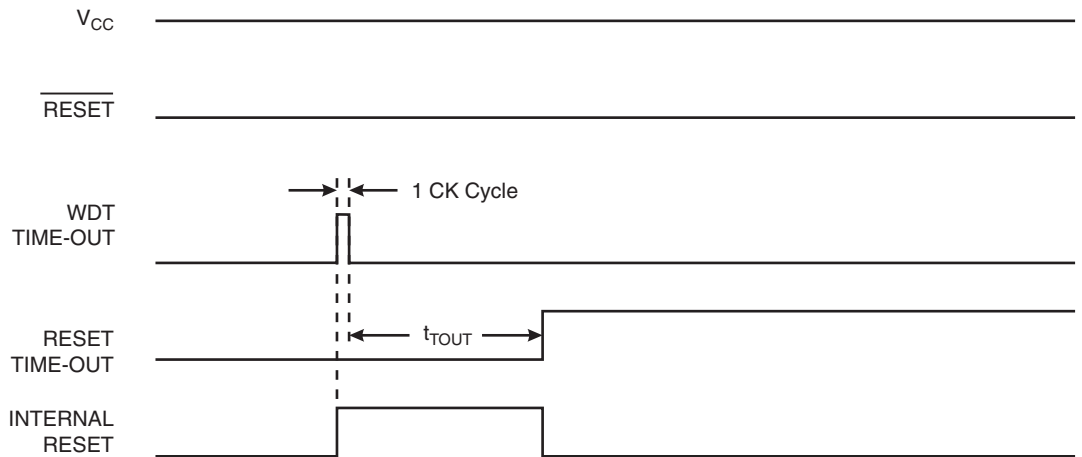 VCC
RESET
1 CK Cycle
WDT
TIME-OUT
RESET
TIME-OUT
tTOUT
INTERNAL
RESET